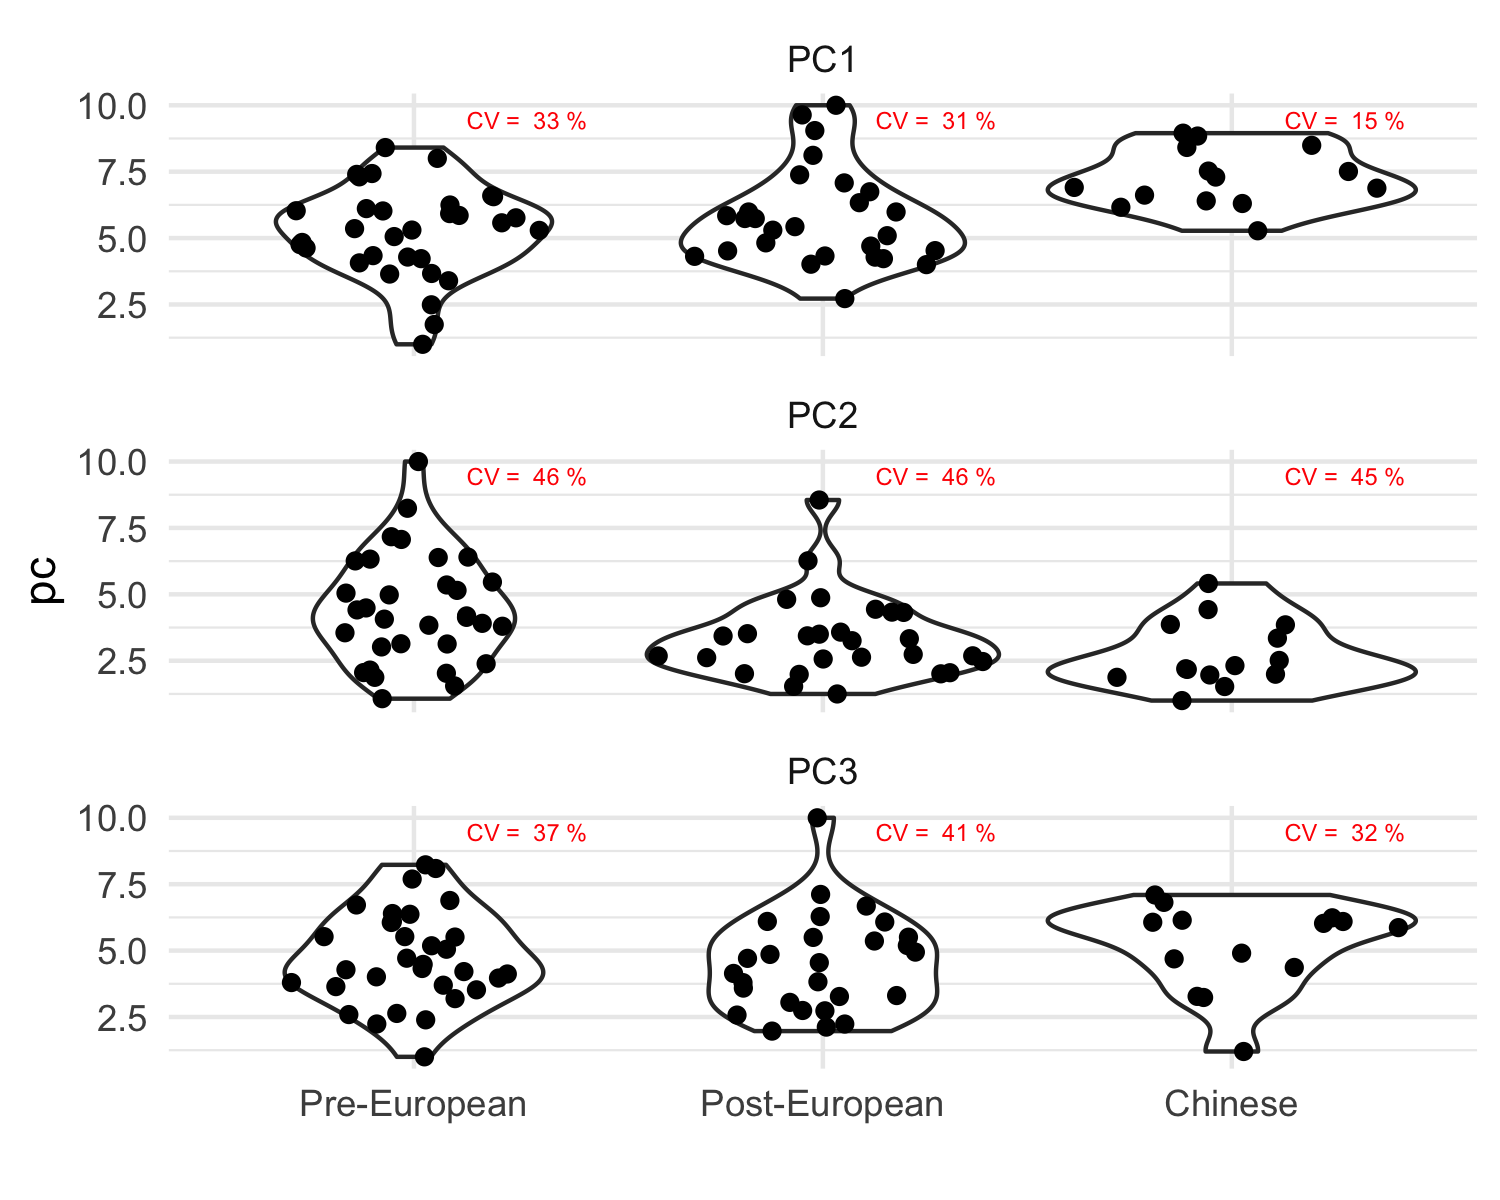 PC1
10.0
CV = 33 %
CV = 31 %
CV = 15 %
7.5
5.0
2.5
PC2
10.0
CV = 46 %
CV = 46 %
CV = 45 %
7.5
5.0
2.5
pc
PC3
10.0
CV = 37 %
CV = 41 %
CV = 32 %
7.5
5.0
2.5
Pre-European
Post-European
Chinese